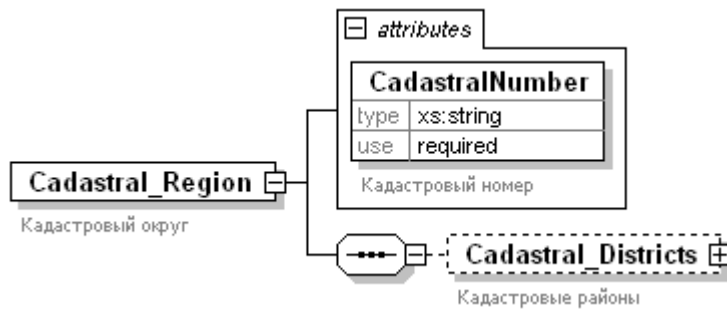 attributes
CadastralNumber
type xs:string
use required
Кадастровый номер
Cadastral_Region
Кадастровый округ
Cadastral_Districts
Кадастровые районы